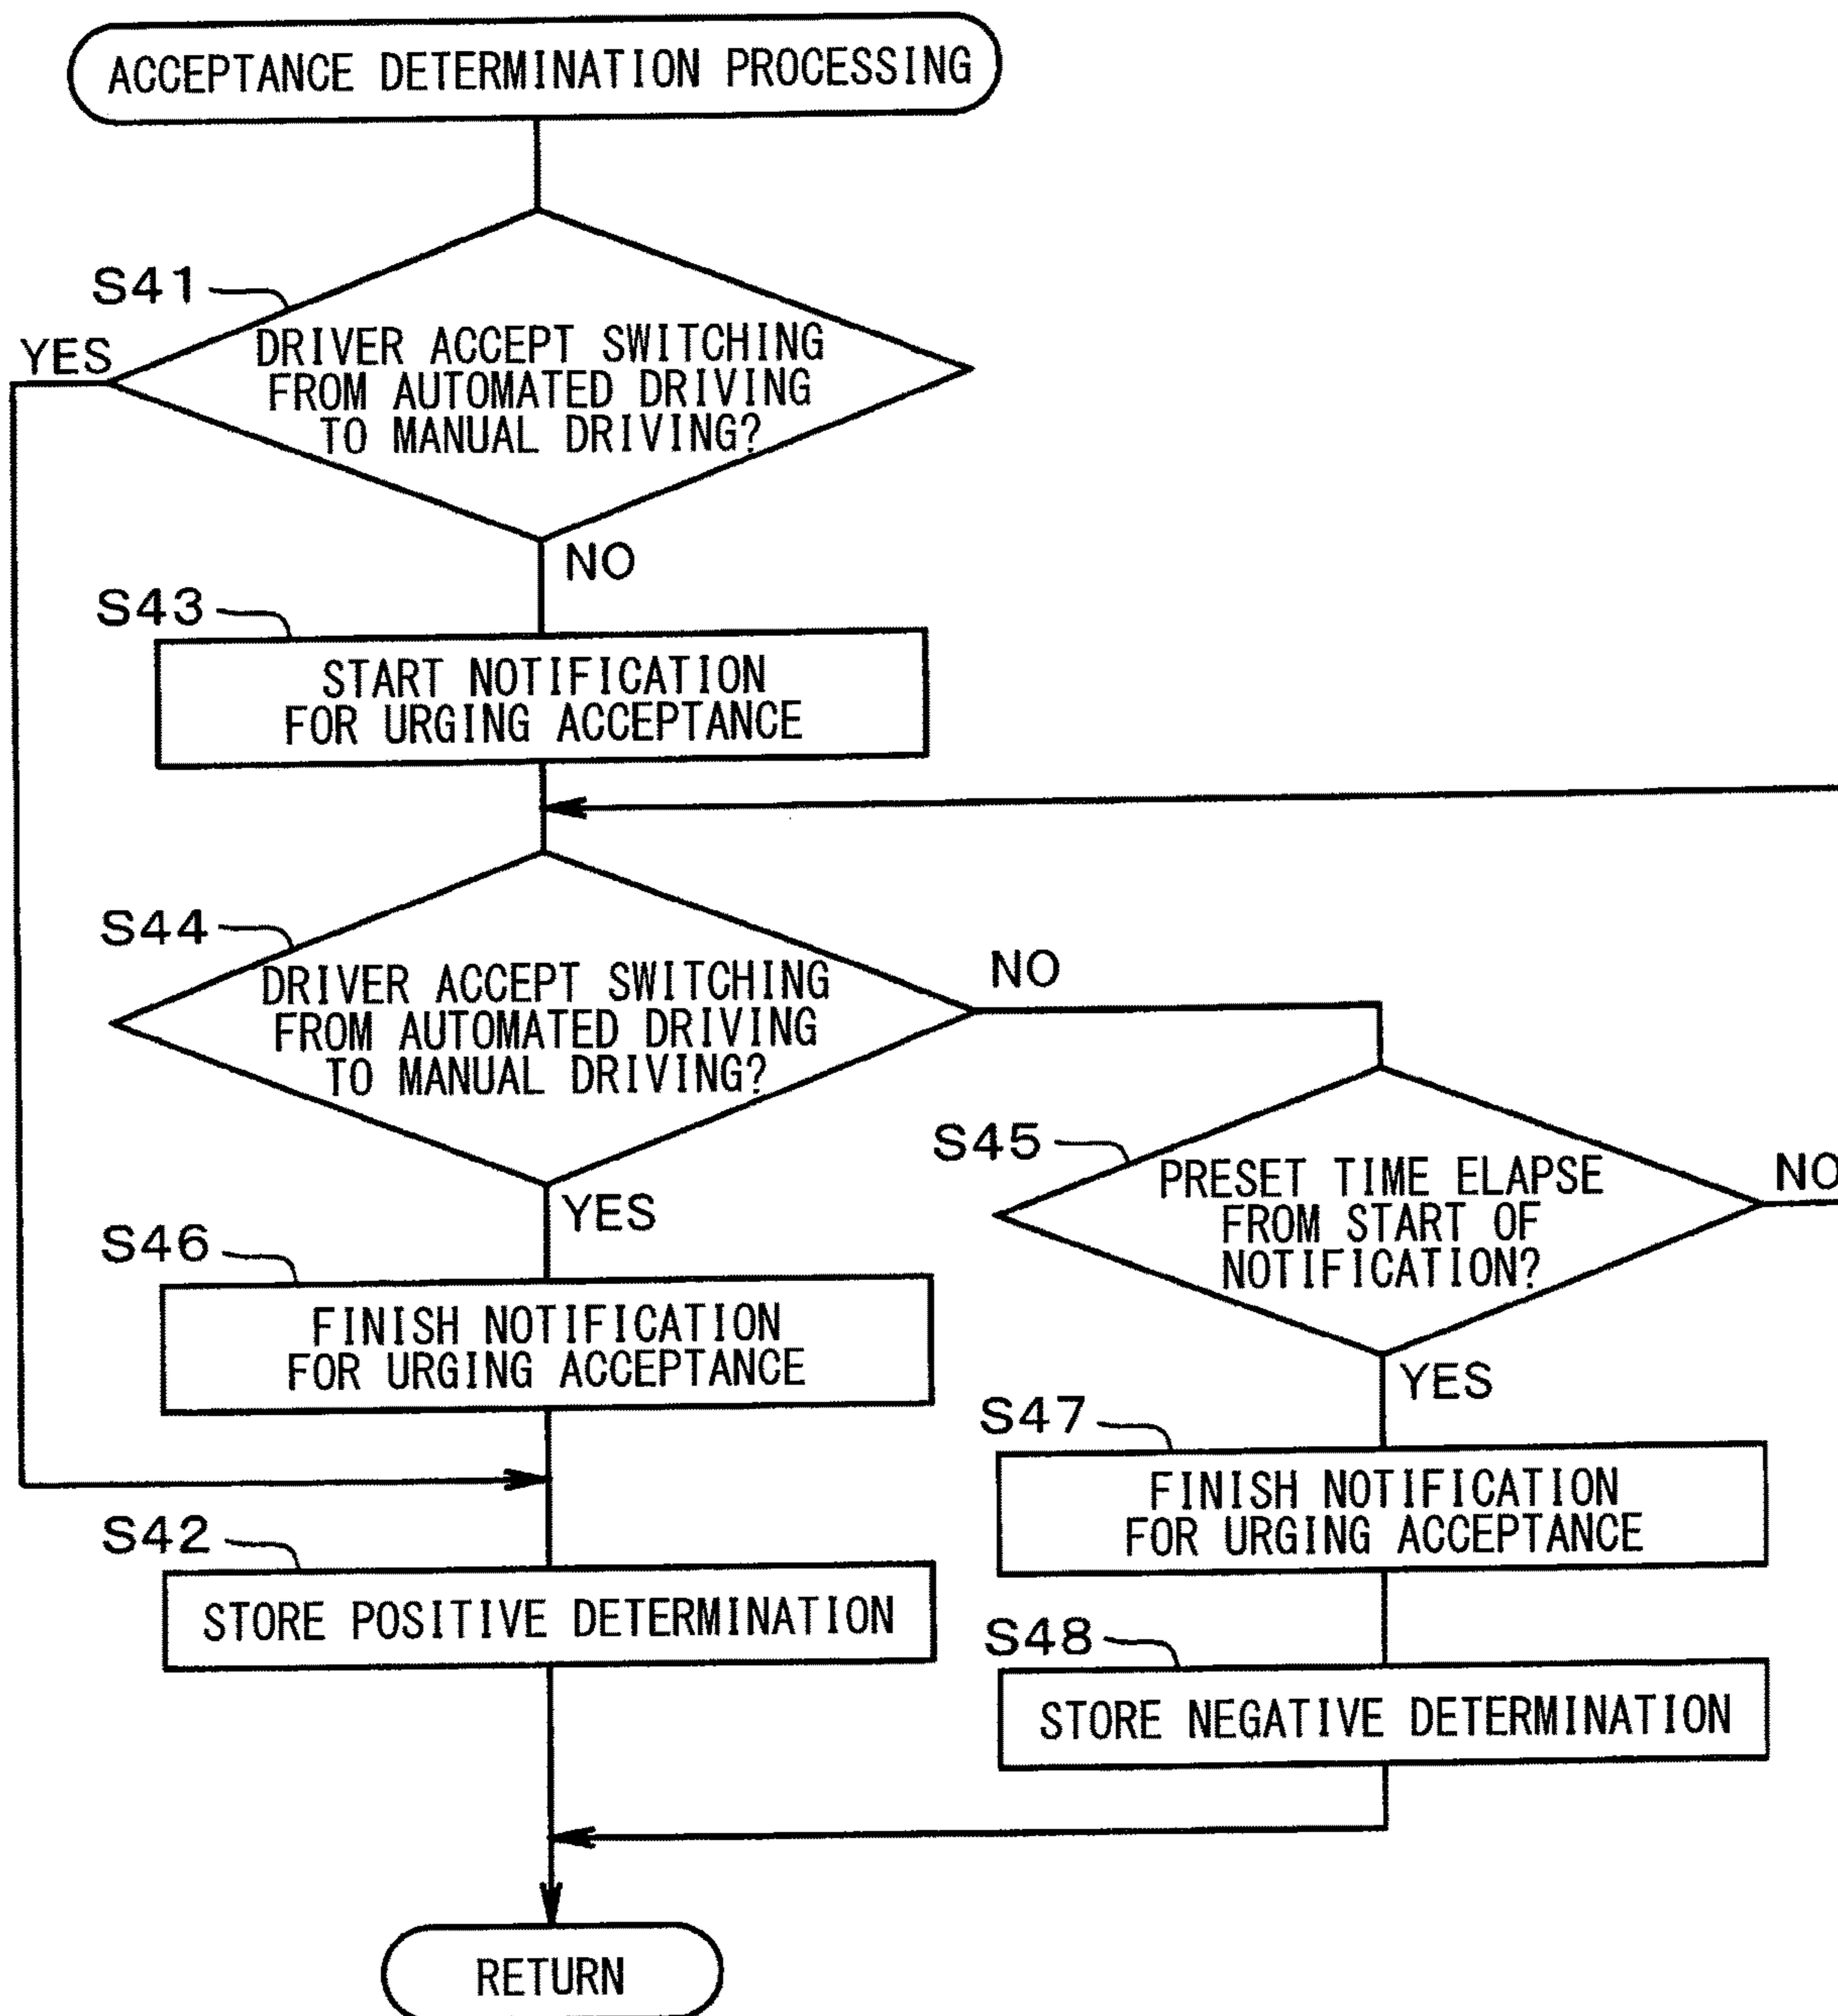 ACCEPTANCE DETERMINATION PROCESSING
S41
YES
DRIVER ACCEPT SWITCHING
FROM AUTOMATED DRIVING
TO MANUAL DRIVING?
NO
S43
START NOTIFICATION
FOR URGING ACCEPTANCE
S44
DRIVER ACCEPT SWITCHING
FROM AUTOMATED DRIVING
TO MANUAL DRIVING?
NO
YES
S45
PRESET TIME ELAPSE
FROM START OF
NOTIFICATION?
NO
YES
S46
FINISH NOTIFICATION
FOR URGING ACCEPTANCE
S47
FINISH NOTIFICATION
FOR URGING ACCEPTANCE
S42
STORE POSITIVE DETERMINATION
S48
STORE NEGATIVE DETERMINATION
RETURN